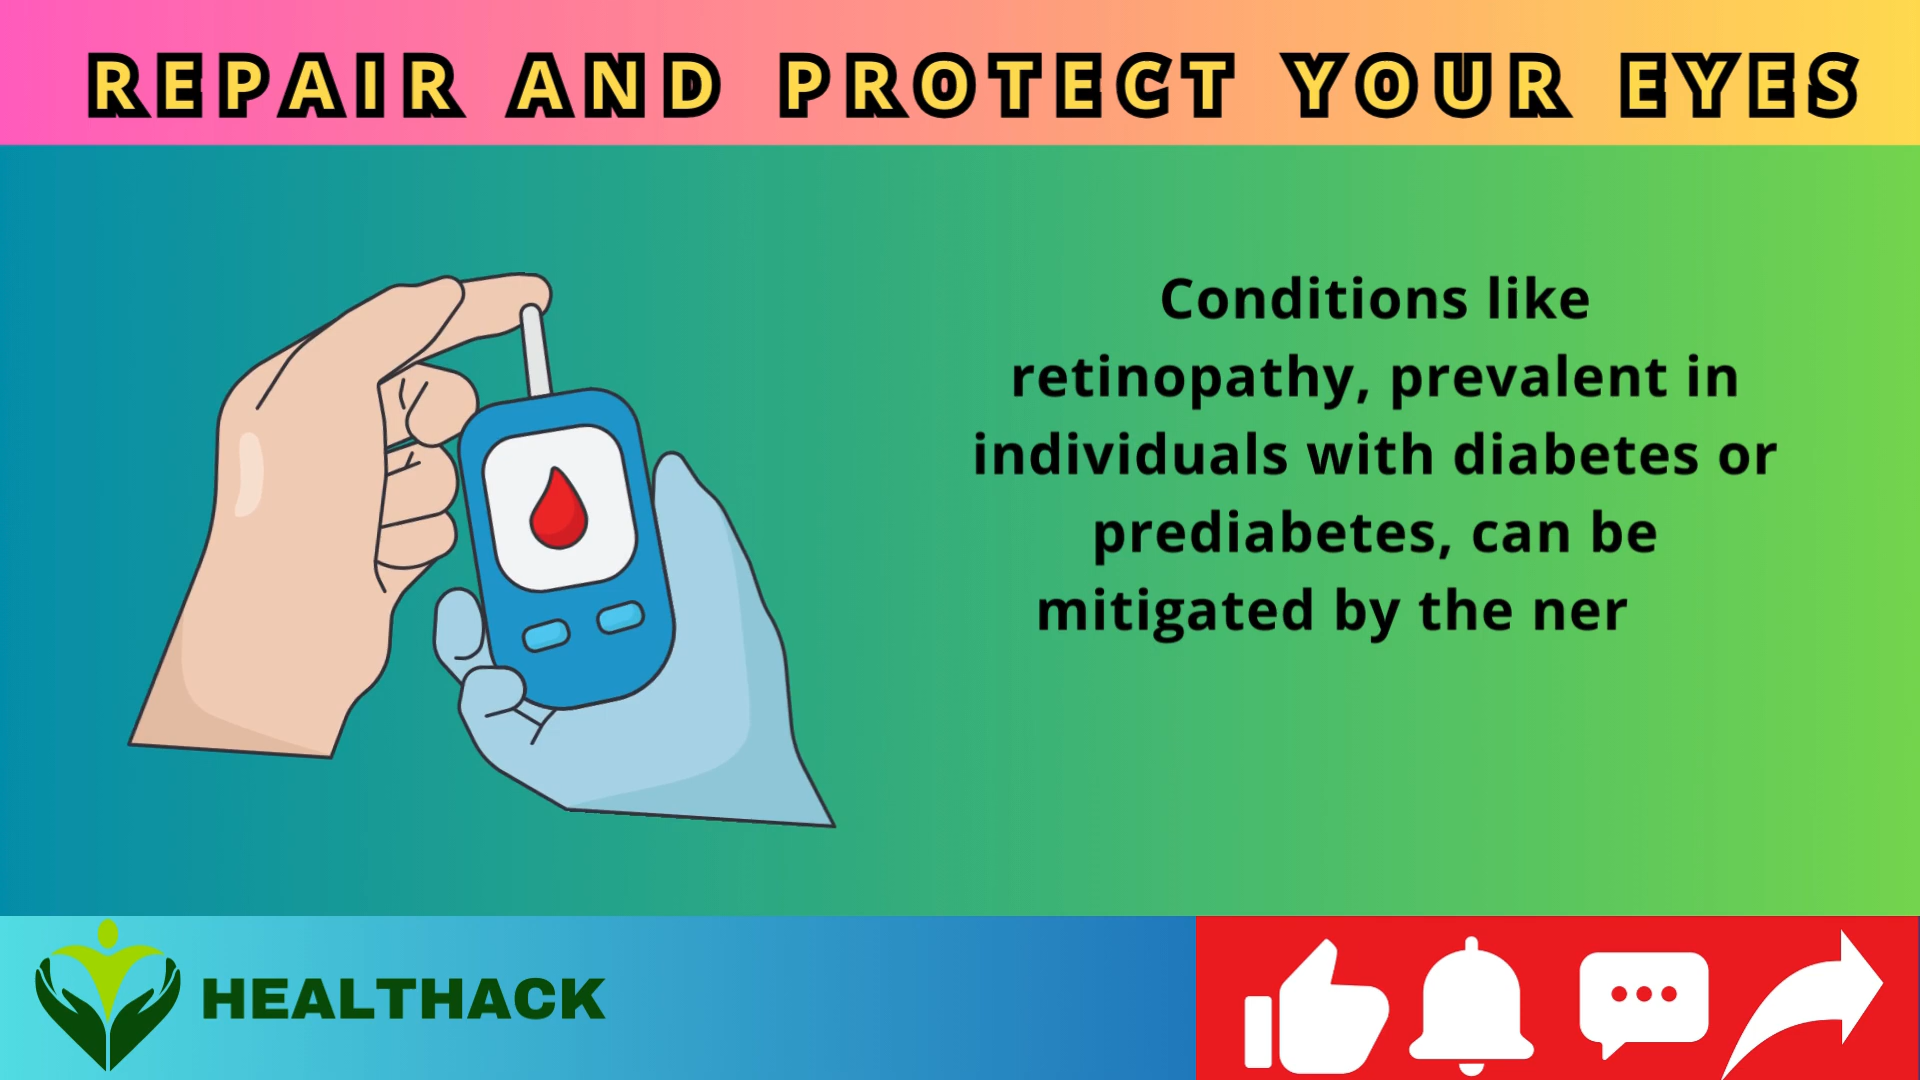 REPAIR AND PROTECT YOUR EYES
Conditions like
retinopathy, prevalent in
individuals with diabetes or
prediabetes, can be
mitigated by the ner
HEALTHACK